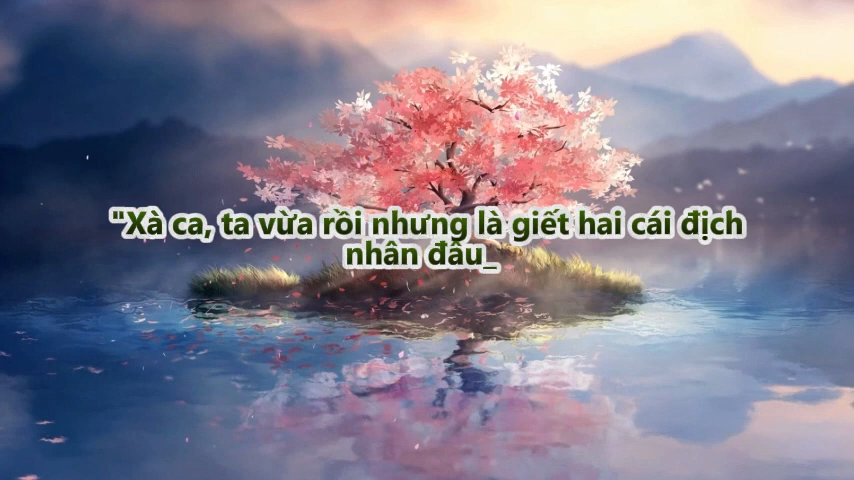 "Xà ca, ta vừa rồi nhưng là giết hai cái địch
nhân đâu_